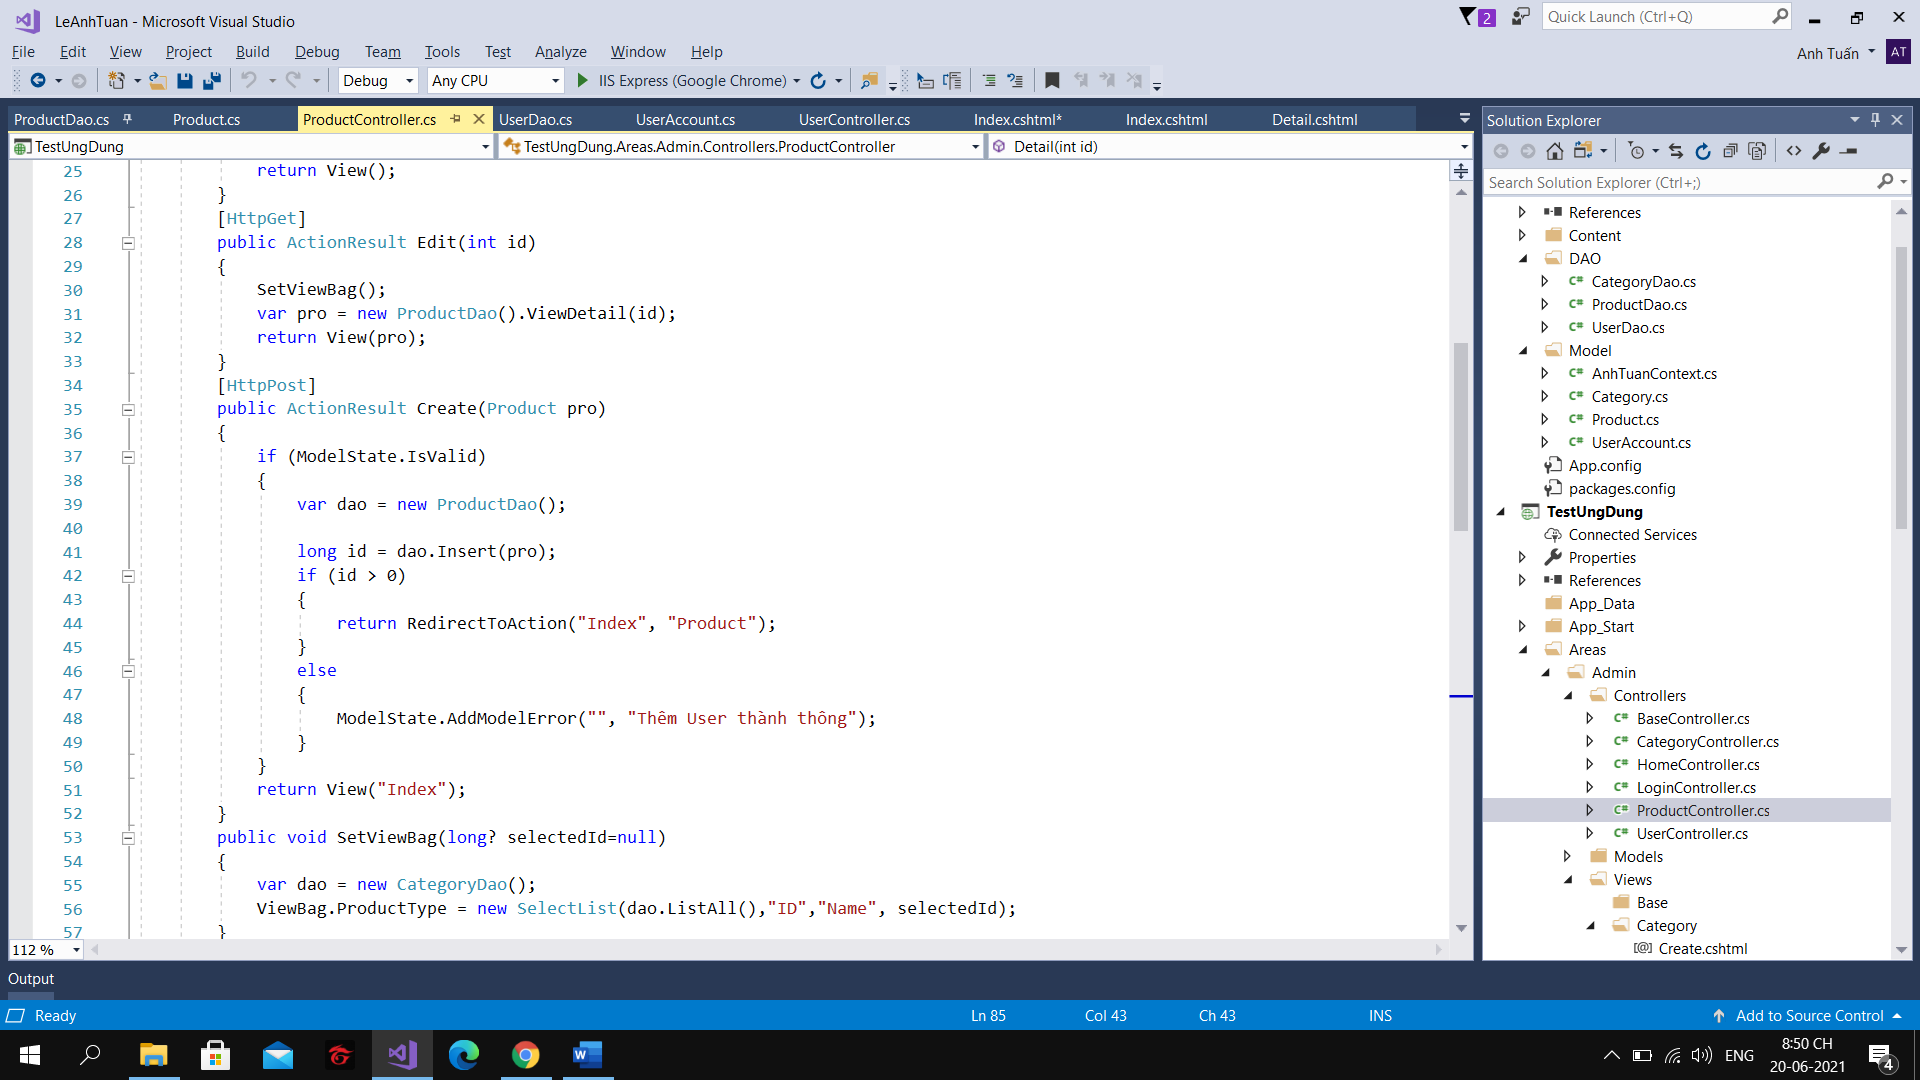 LeAnhTuan - Microsoft Visual Studio
2
Quick Launch (Ctrl+Q)
File Edit View Project Build Debug Team Tools Test Analyze Window Help
Anh Tuấn
AT
Debug
Any CPU
IIS Express (Google Chrome)
ProductDao.cs
Product.cs
ProductController.cs
UserDao.cs
UserAccount.cs
UserController.cs
Index.cshtml*
Index.cshtml
Detail.cshtml
TestUngDung
TestUngDung.Areas.Admin.Controllers.ProductController
Detail(int id)
25 return View();
26 }
27 [HttpGet]
28 public ActionResult Edit(int id)
29 {
30 SetViewBag();
31 var pro = new ProductDao().ViewDetail(id);
32 return View(pro);
33 }
34 [HttpPost]
35 public ActionResult Create(Product pro)
36 {
37 if (ModelState.IsValid)
38 {
39 var dao = new ProductDao();
40
41 long id = dao.Insert(pro);
42 if (id > 0)
43 {
44 return RedirectToAction("Index", "Product");
45 }
46 else
47 {
48 ModelState.AddModelError("", "Thêm User thành thông");
49 }
50 }
51 return View("Index");
52 }
53 public void SetViewBag(long? selectedId=null)
54 {
55 var dao = new CategoryDao();
56 ViewBag.ProductType = new SelectList(dao.ListAll(),"ID","Name", selectedId);
57 }
112 %
Solution Explorer
Search Solution Explorer (Ctrl+;)
References
Content
DAO
C# CategoryDao.cs
C# ProductDao.cs
C# UserDao.cs
Model
C# AnhTuanContext.cs
C# Category.cs
C# Product.cs
C# UserAccount.cs
App.config
packages.config
TestUngDung
Connected Services
Properties
References
App_Data
App_Start
Areas
Admin
Controllers
C# BaseController.cs
C# CategoryController.cs
C# HomeController.cs
C# LoginController.cs
C# ProductController.cs
C# UserController.cs
Models
Views
Base
Category
[@] Create.cshtml
Output
Ready
Ln 85
Col 43
Ch 43
INS
Add to Source Control
ENG
8:50 CH
20-06-2021
4